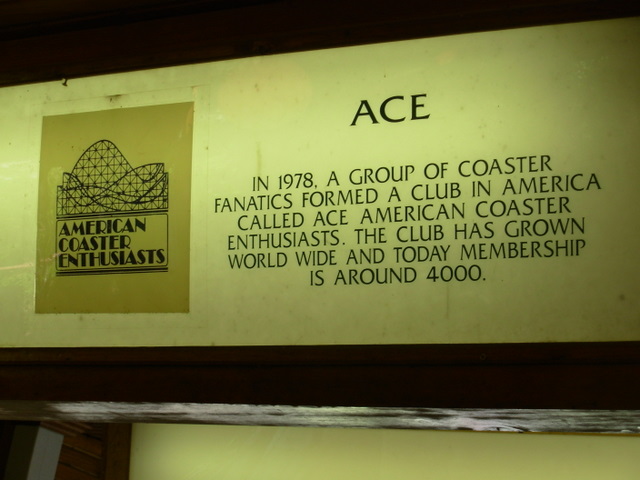 ACE
IN 1978, A GROUP OF COASTER
FANATICS FORMED A CLUB IN AMERICA
CALLED ACE AMERICAN COASTER
ENTHUSIASTS. THE CLUB HAS GROWN
WORLD WIDE AND TODAY MEMBERSHIP
IS AROUND 4000.
AMERICAN
COASTER
ENTHUSIASTS